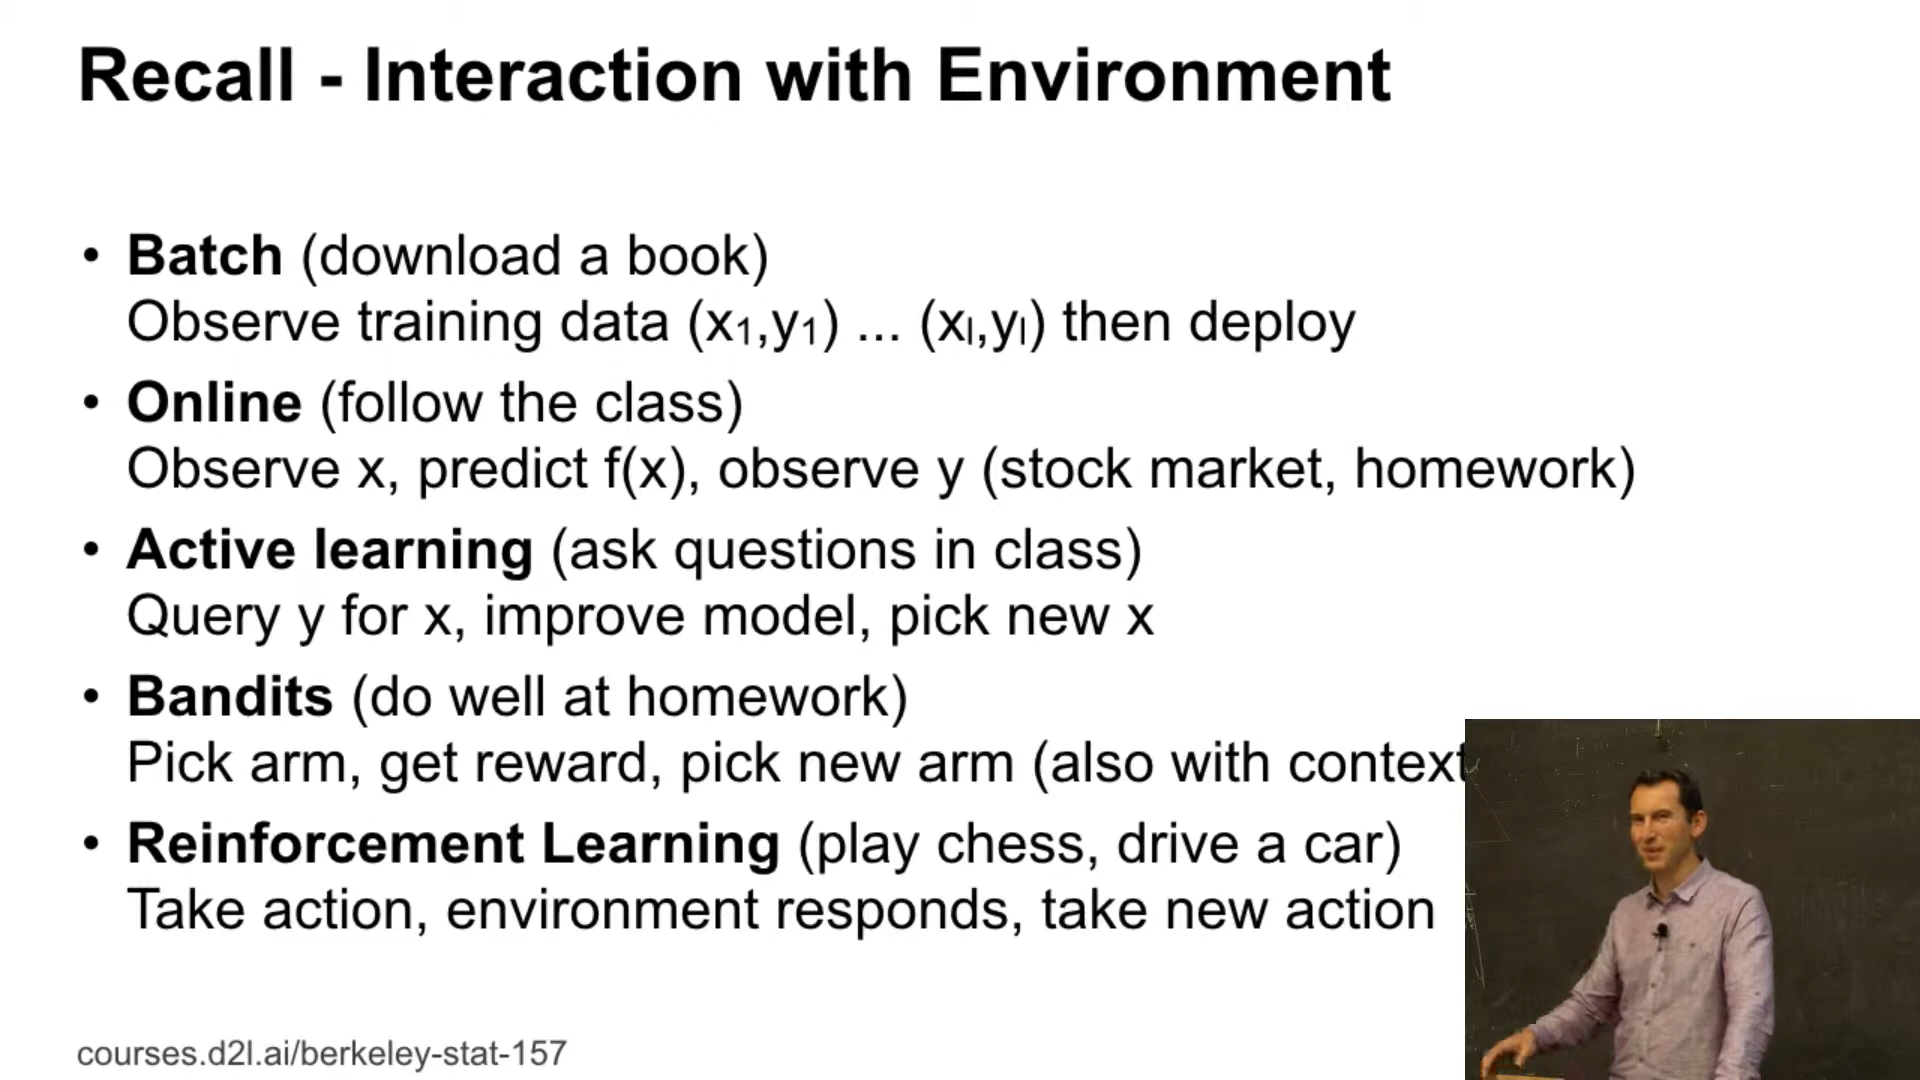 Recall - Interaction with Environment
• Batch (download a book)
Observe training data (x₁,y₁) ... (xₗ,yₗ) then deploy
• Online (follow the class)
Observe x, predict f(x), observe y (stock market, homework)
• Active learning (ask questions in class)
Query y for x, improve model, pick new x
• Bandits (do well at homework)
Pick arm, get reward, pick new arm (also with context
• Reinforcement Learning (play chess, drive a car)
Take action, environment responds, take new action
courses.d2l.ai/berkeley-stat-157